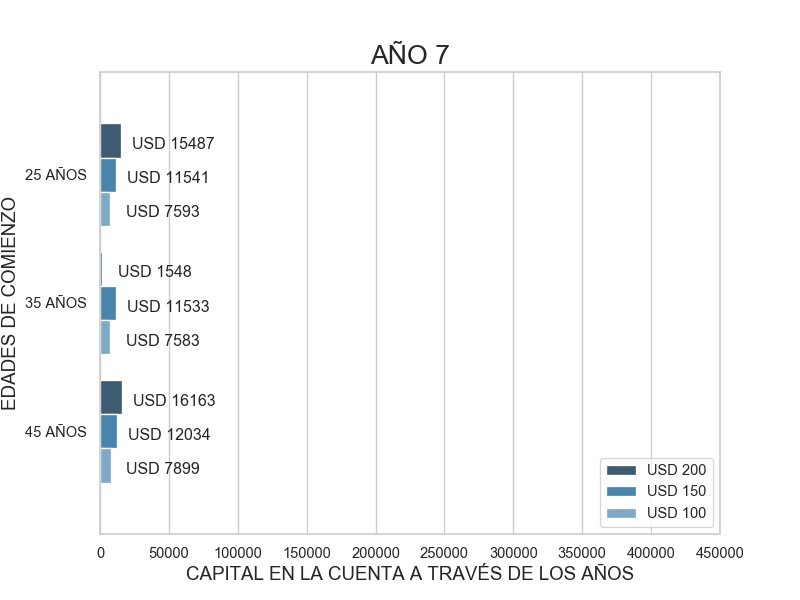 AÑO 7
EDADES DE COMIENZO
25 AÑOS
USD 15487
USD 11541
USD 7593
35 AÑOS
USD 1548
USD 11533
USD 7583
45 AÑOS
USD 16163
USD 12034
USD 7899
USD 200
USD 150
USD 100
0 50000 100000 150000 200000 250000 300000 350000 400000 450000
CAPITAL EN LA CUENTA A TRAVÉS DE LOS AÑOS